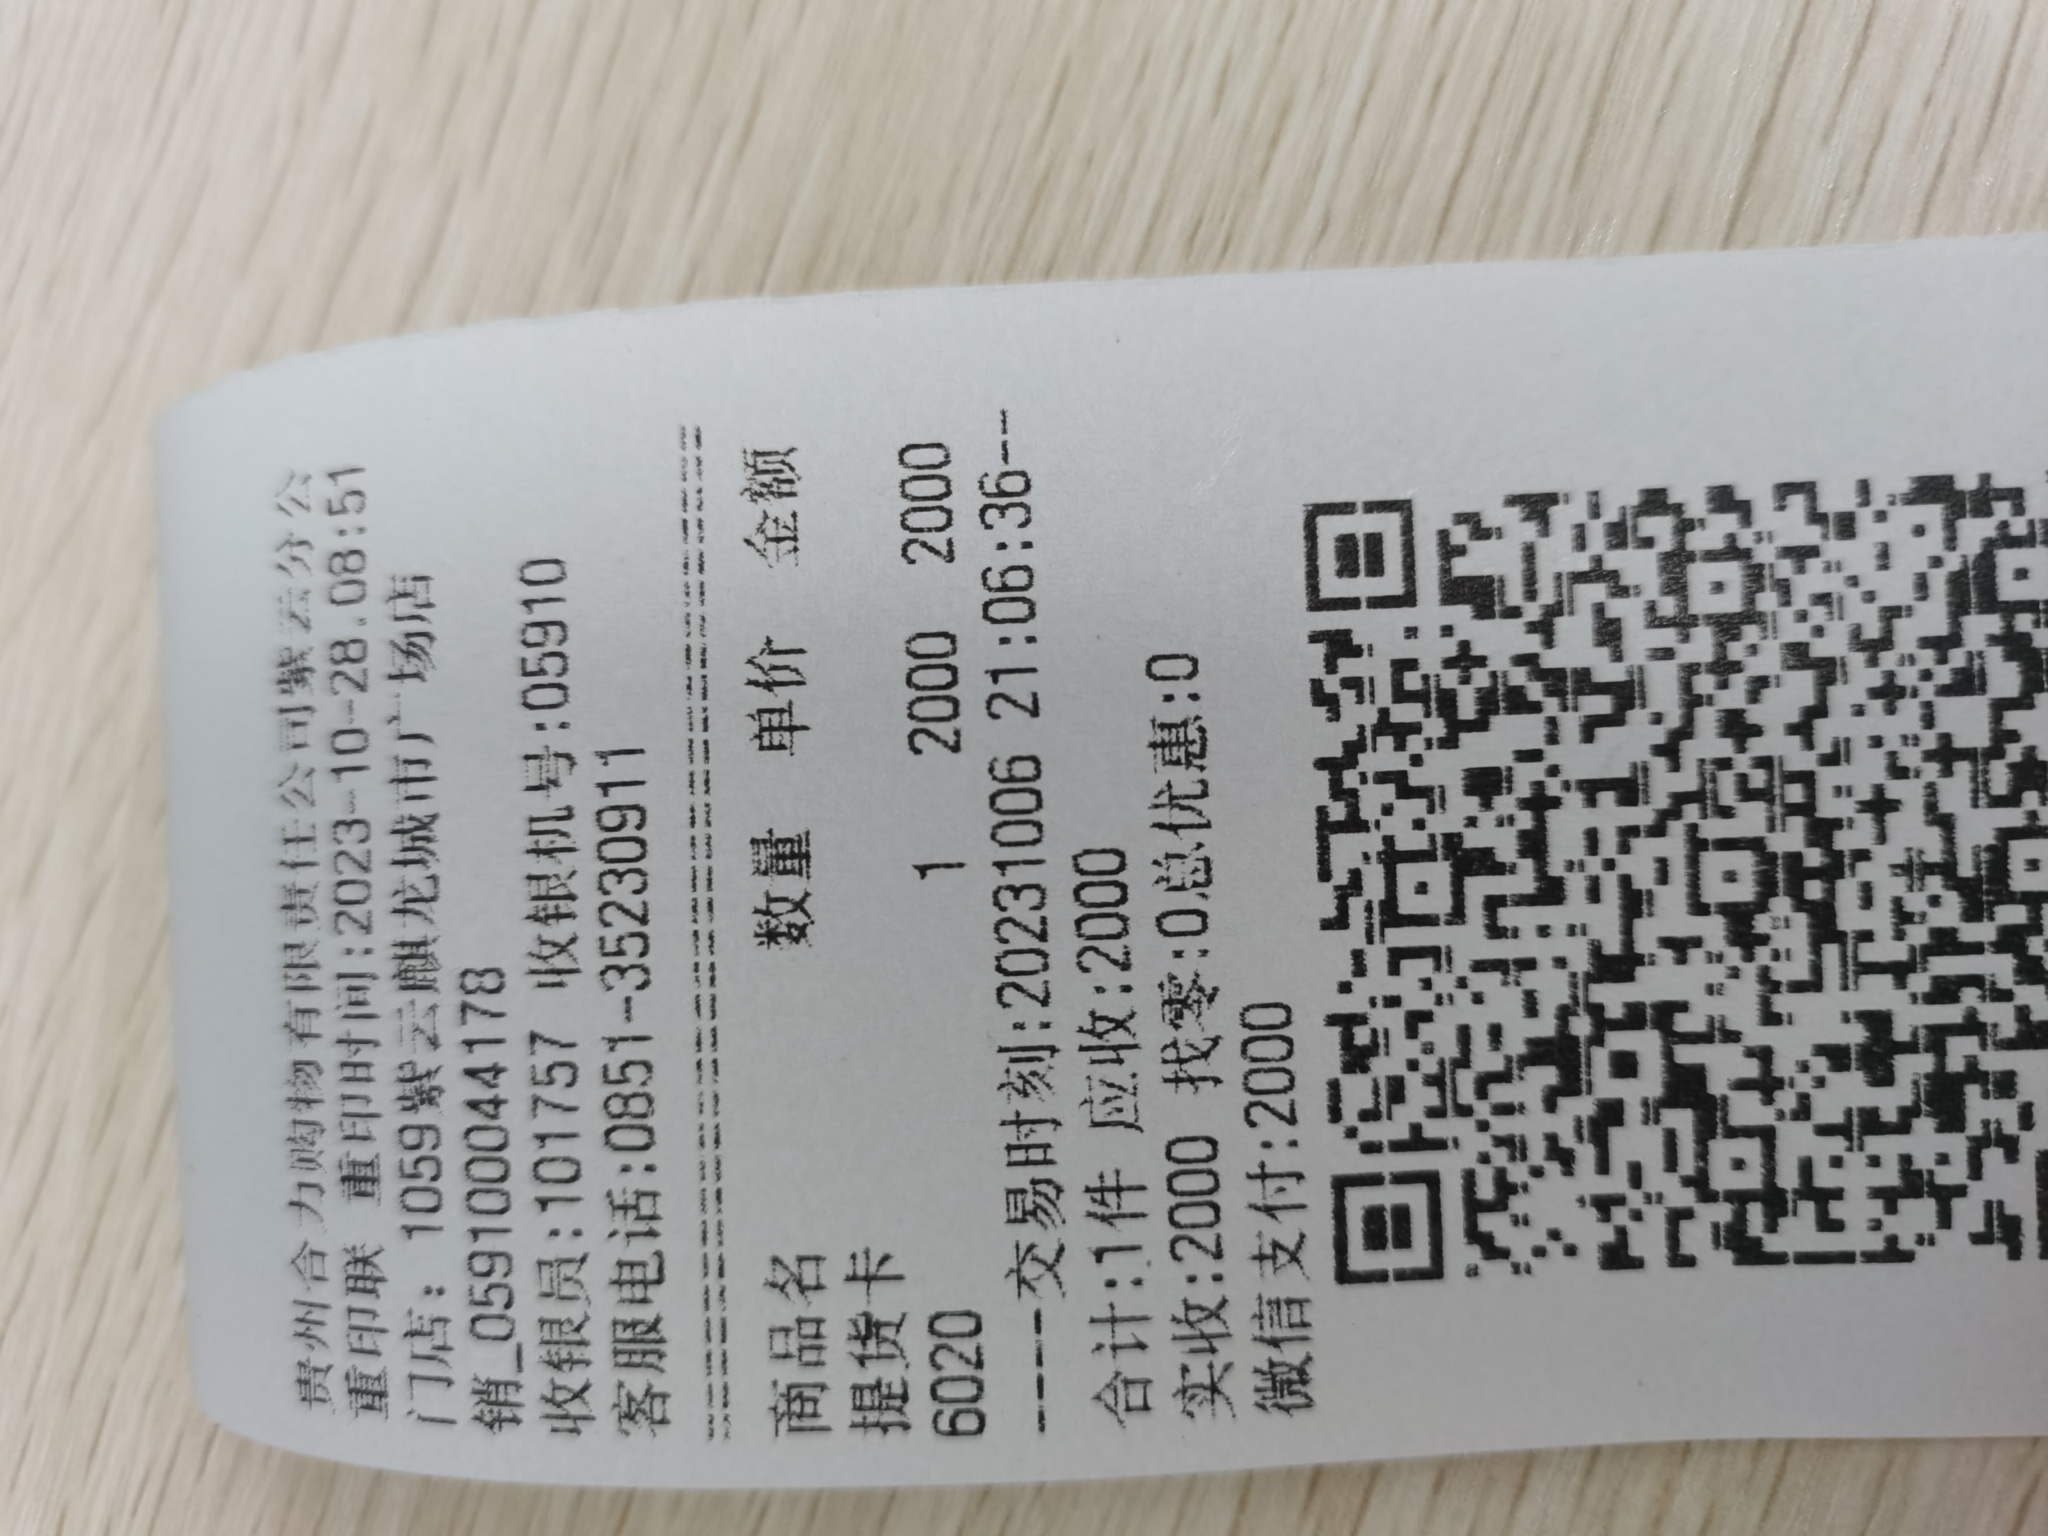 贵州合力购物有限责任公司紫云分公
重印联 重印时间:2023-10-28.08:51
门店: 1059紫云麒龙城市广场店
销_059100044178
收银员:101757 收银机号:05910
客服电话:0851-35230911
商品名 数量 单价 金额
提货卡
6020 1 2000 2000
----交易时刻:20231006 21:06:36--
合计:1件 应收:2000
实收:2000 找零:0总优惠:0
微信支付:2000